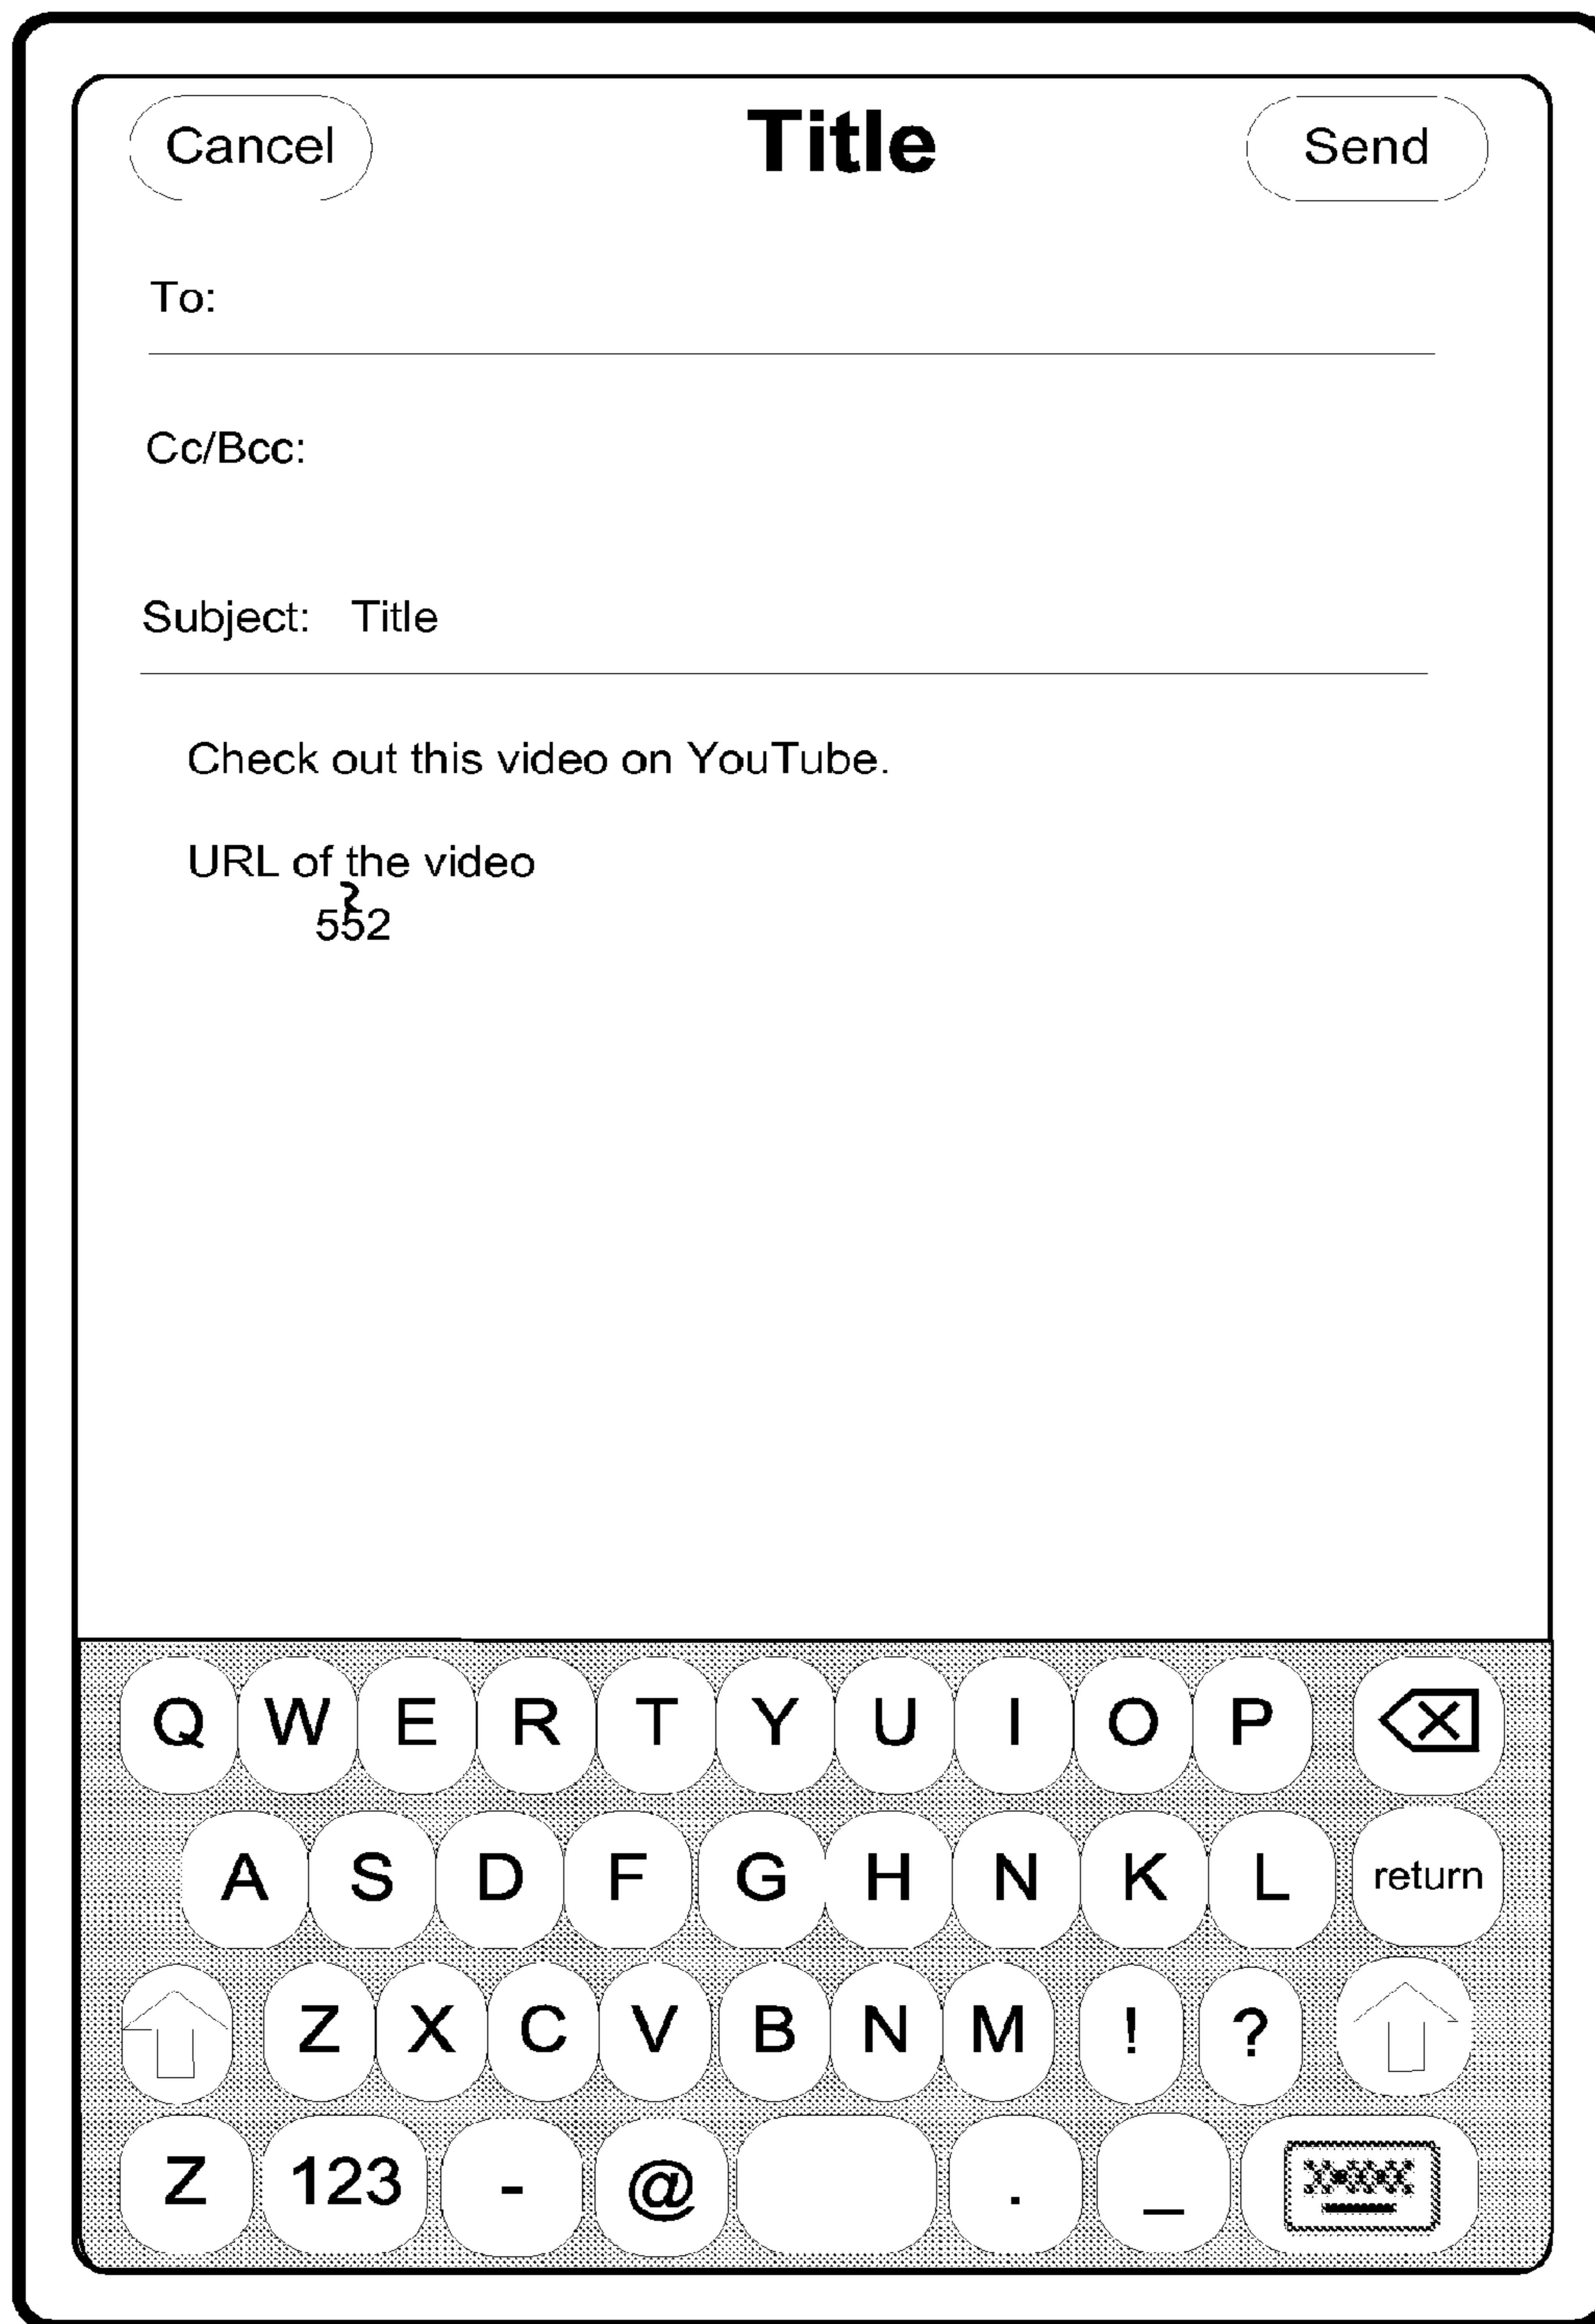 Cancel Title Send
To:
Cc/Bcc:
Subject: Title
Check out this video on YouTube.
URL of the video
552
Q W E R T Y U I O P
A S D F G H N K L return
Z X C V B N M ! ?
Z 123 - @ . _